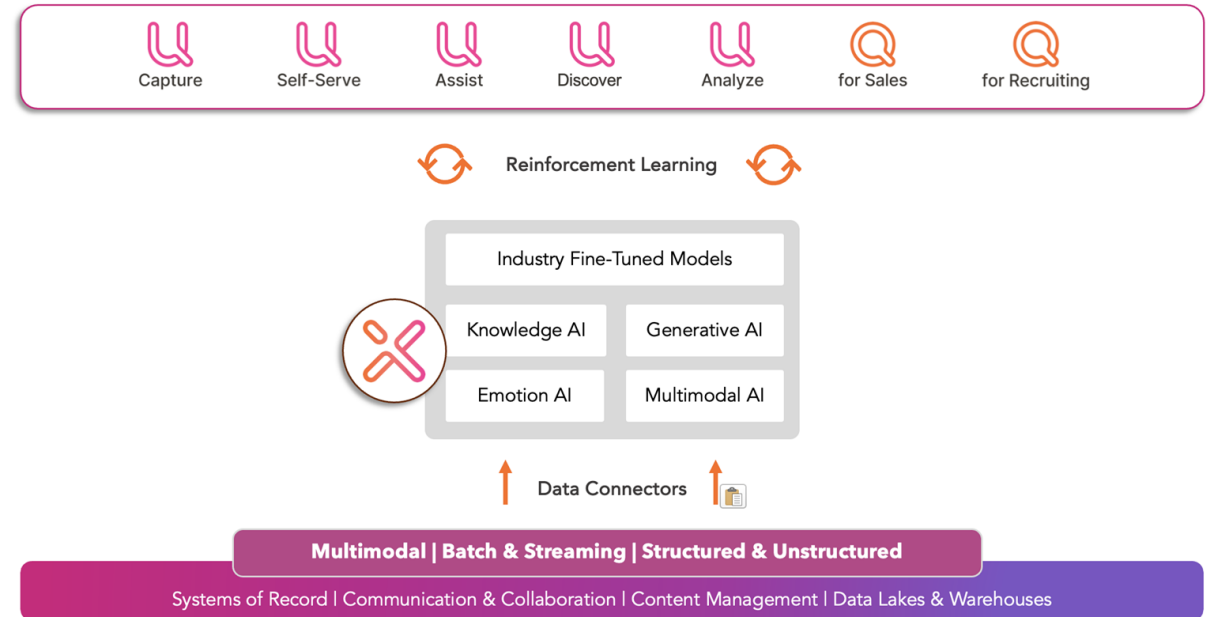 Capture
Self-Serve
Assist
Discover
Analyze
for Sales
for Recruiting
Reinforcement Learning
Industry Fine-Tuned Models
Knowledge AI
Generative AI
Emotion AI
Multimodal AI
Data Connectors
Multimodal | Batch & Streaming | Structured & Unstructured
Systems of Record | Communication & Collaboration | Content Management | Data Lakes & Warehouses